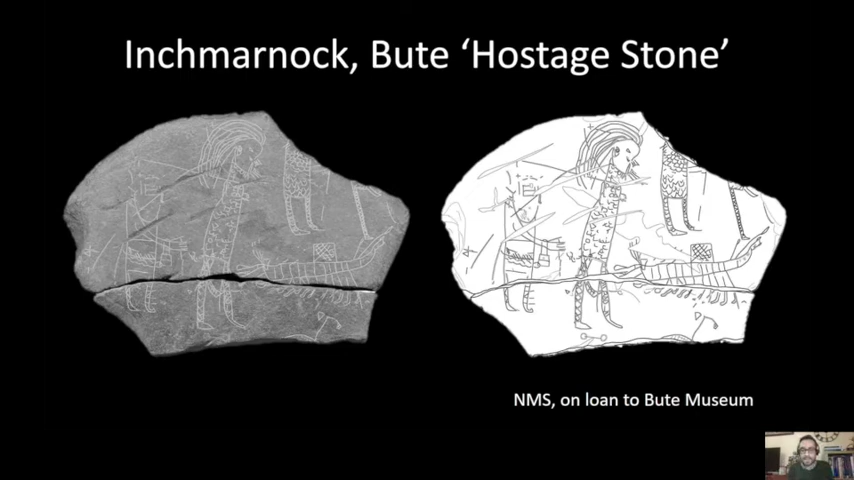 Inchmarnock, Bute ‘Hostage Stone’
NMS, on loan to Bute Museum